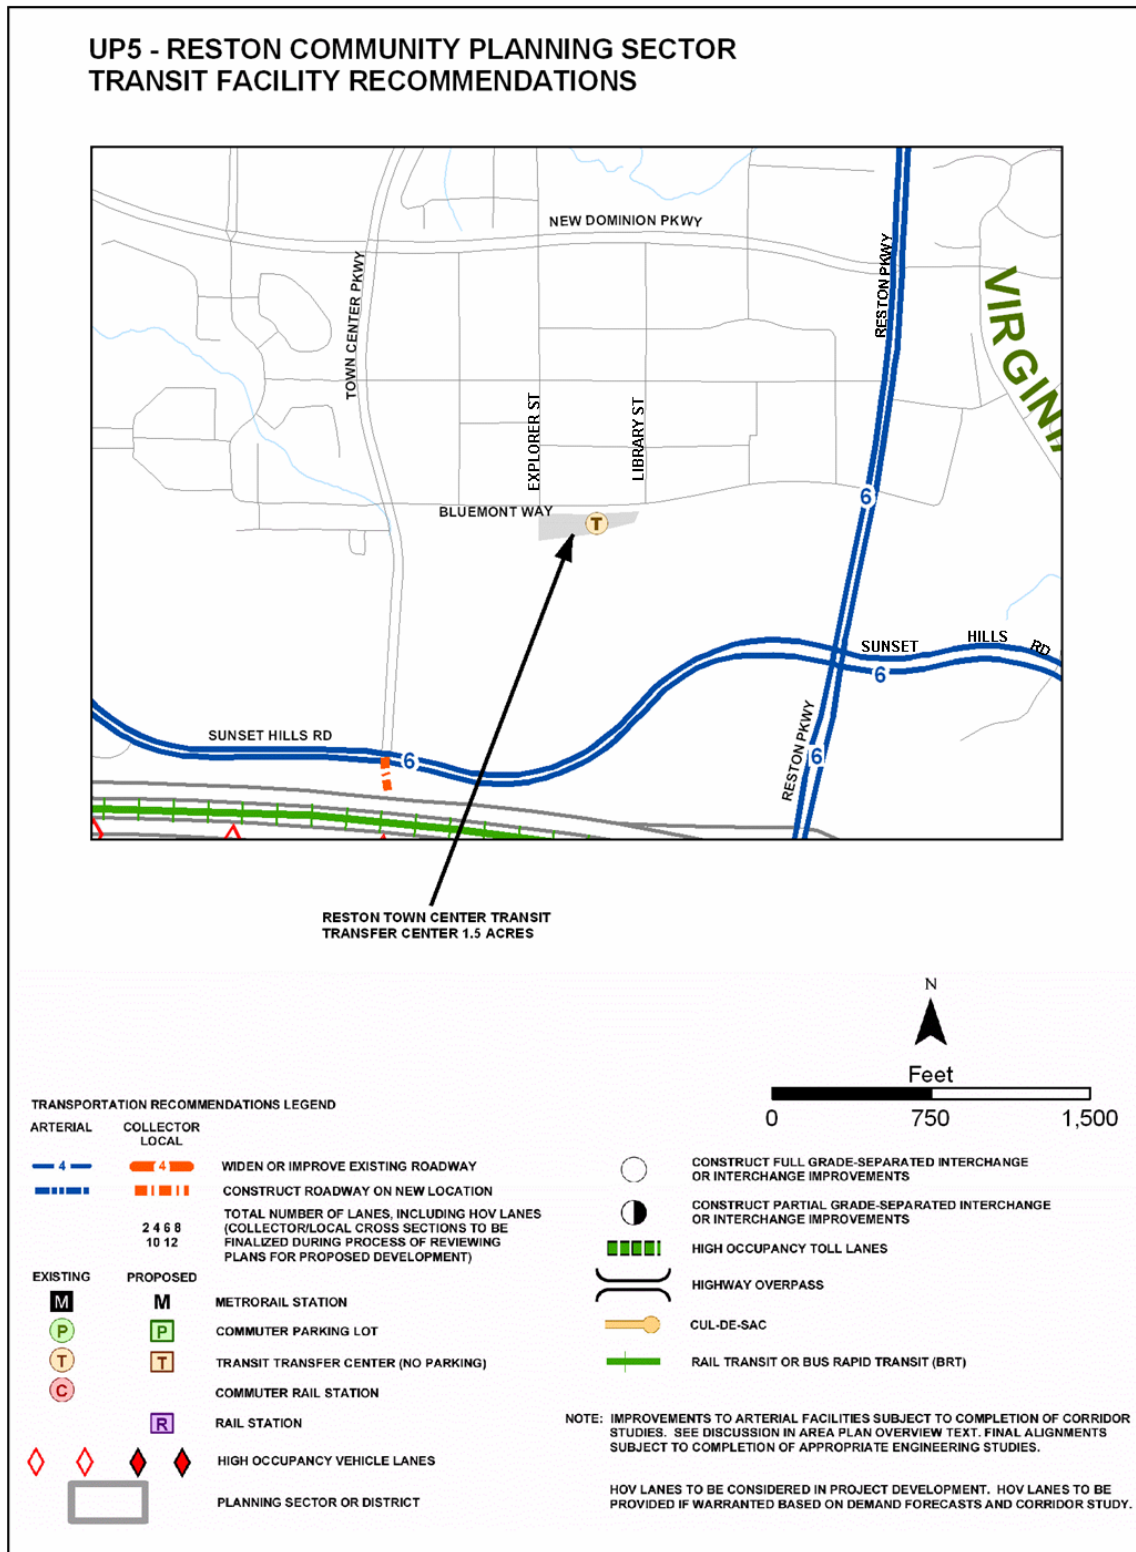 UP5 - RESTON COMMUNITY PLANNING SECTOR
TRANSIT FACILITY RECOMMENDATIONS
NEW DOMINION PKWY
RESTON PKWY
TOWN CENTER PKWY
VIRGINIA
EXPLORER ST
LIBRARY ST
6
BLUEMONT WAY
T
SUNSET HILLS RD
6
SUNSET HILLS RD
6
RESTON PKWY
6
RESTON TOWN CENTER TRANSIT
TRANSFER CENTER 1.5 ACRES
N
Feet
0 750 1,500
TRANSPORTATION RECOMMENDATIONS LEGEND
ARTERIAL COLLECTOR
LOCAL
4 4 WIDEN OR IMPROVE EXISTING ROADWAY
CONSTRUCT ROADWAY ON NEW LOCATION
2 4 6 8
10 12
TOTAL NUMBER OF LANES, INCLUDING HOV LANES
(COLLECTOR/LOCAL CROSS SECTIONS TO BE
FINALIZED DURING PROCESS OF REVIEWING
PLANS FOR PROPOSED DEVELOPMENT)
EXISTING PROPOSED
M M METRORAIL STATION
P P COMMUTER PARKING LOT
T T TRANSIT TRANSFER CENTER (NO PARKING)
C COMMUTER RAIL STATION
R RAIL STATION
HIGH OCCUPANCY VEHICLE LANES
PLANNING SECTOR OR DISTRICT
CONSTRUCT FULL GRADE-SEPARATED INTERCHANGE
OR INTERCHANGE IMPROVEMENTS
CONSTRUCT PARTIAL GRADE-SEPARATED INTERCHANGE
OR INTERCHANGE IMPROVEMENTS
HIGH OCCUPANCY TOLL LANES
HIGHWAY OVERPASS
CUL-DE-SAC
RAIL TRANSIT OR BUS RAPID TRANSIT (BRT)
NOTE: IMPROVEMENTS TO ARTERIAL FACILITIES SUBJECT TO COMPLETION OF CORRIDOR
STUDIES. SEE DISCUSSION IN AREA PLAN OVERVIEW TEXT. FINAL ALIGNMENTS
SUBJECT TO COMPLETION OF APPROPRIATE ENGINEERING STUDIES.
HOV LANES TO BE CONSIDERED IN PROJECT DEVELOPMENT. HOV LANES TO BE
PROVIDED IF WARRANTED BASED ON DEMAND FORECASTS AND CORRIDOR STUDY.